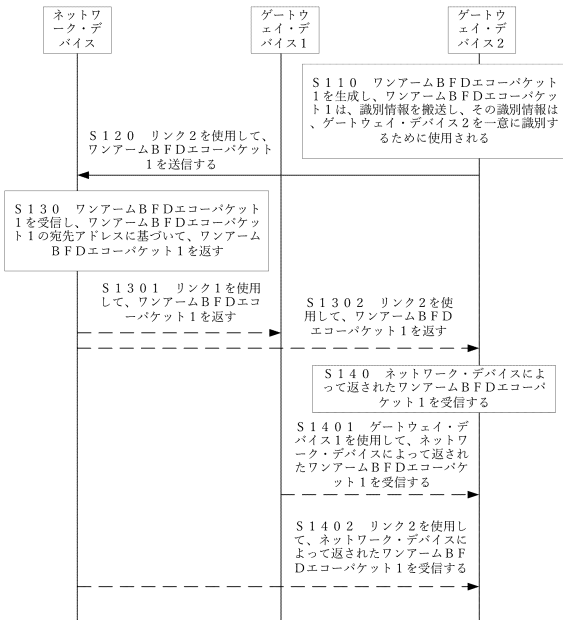 ネットワ
ーク・デ
バイス
ゲートウ
ェイ・デ
バイス1
ゲートウ
ェイ・デ
バイス2
S110 ワンアームBFDエコーパケット
1を生成し、ワンアームBFDエコーパケッ
ト1は、識別情報を搬送し、その識別情報は
、ゲートウェイ・デバイス2を一意に識別す
るために使用される
S120 リンク2を使用して、
ワンアームBFDエコーパケット
1を送信する
S130 ワンアームBFDエコーパケット
1を受信し、ワンアームBFDエコーパケッ
ト1の宛先アドレスに基づいて、ワンアーム
BFDエコーパケット1を返す
S1301 リンク1を使用
して、ワンアームBFDエコ
ーパケット1を返す
S1302 リンク2を使
用して、ワンアームBFD
エコーパケット1を返す
S140 ネットワーク・デバイスによ
って返されたワンアームBFDエコーパ
ケット1を受信する
S1401 ゲートウェイ・デ
バイス1を使用して、ネットワ
ーク・デバイスによって返され
たワンアームBFDエコーパケ
ット1を受信する
S1402 リンク2を使用し
て、ネットワーク・デバイスに
よって返されたワンアームBF
Dエコーパケット1を受信する